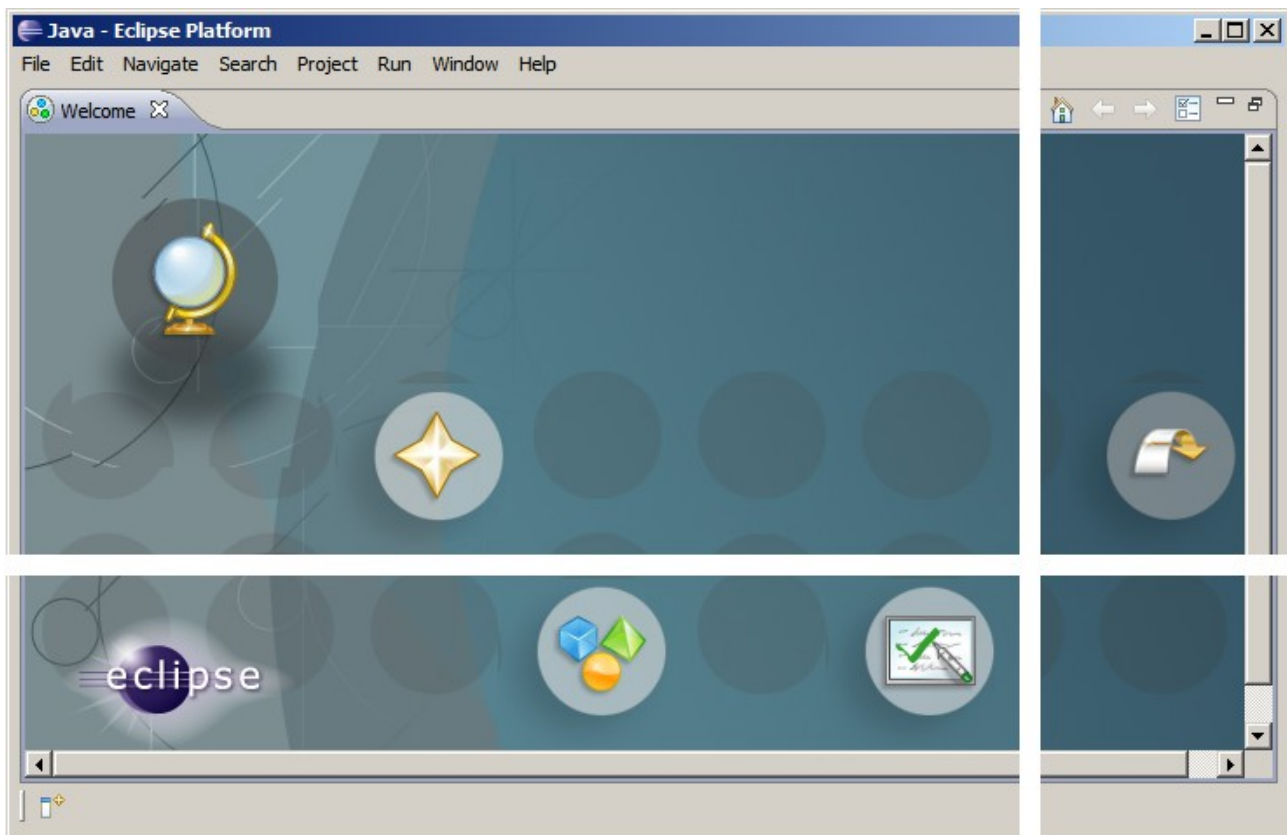 Java - Eclipse Platform
File Edit Navigate Search Project Run Window Help
Welcome
eclipse